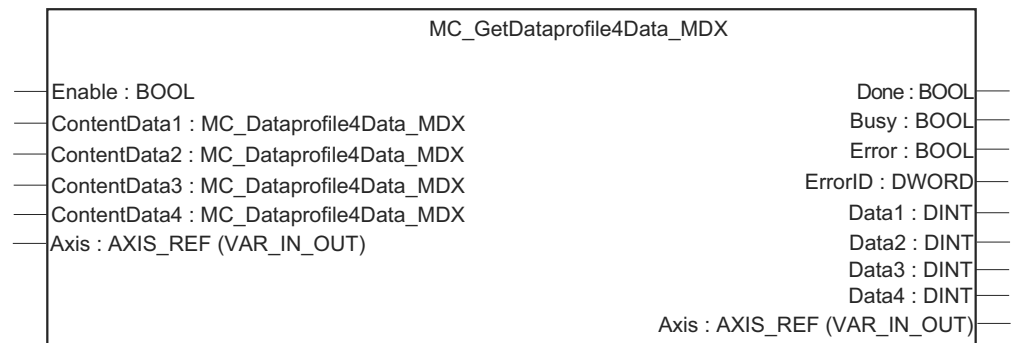 MC_GetDataprofile4Data_MDX
Enable : BOOL
ContentData1 : MC_Dataprofile4Data_MDX
ContentData2 : MC_Dataprofile4Data_MDX
ContentData3 : MC_Dataprofile4Data_MDX
ContentData4 : MC_Dataprofile4Data_MDX
Axis : AXIS_REF (VAR_IN_OUT)
Done : BOOL
Busy : BOOL
Error : BOOL
ErrorID : DWORD
Data1 : DINT
Data2 : DINT
Data3 : DINT
Data4 : DINT
Axis : AXIS_REF (VAR_IN_OUT)